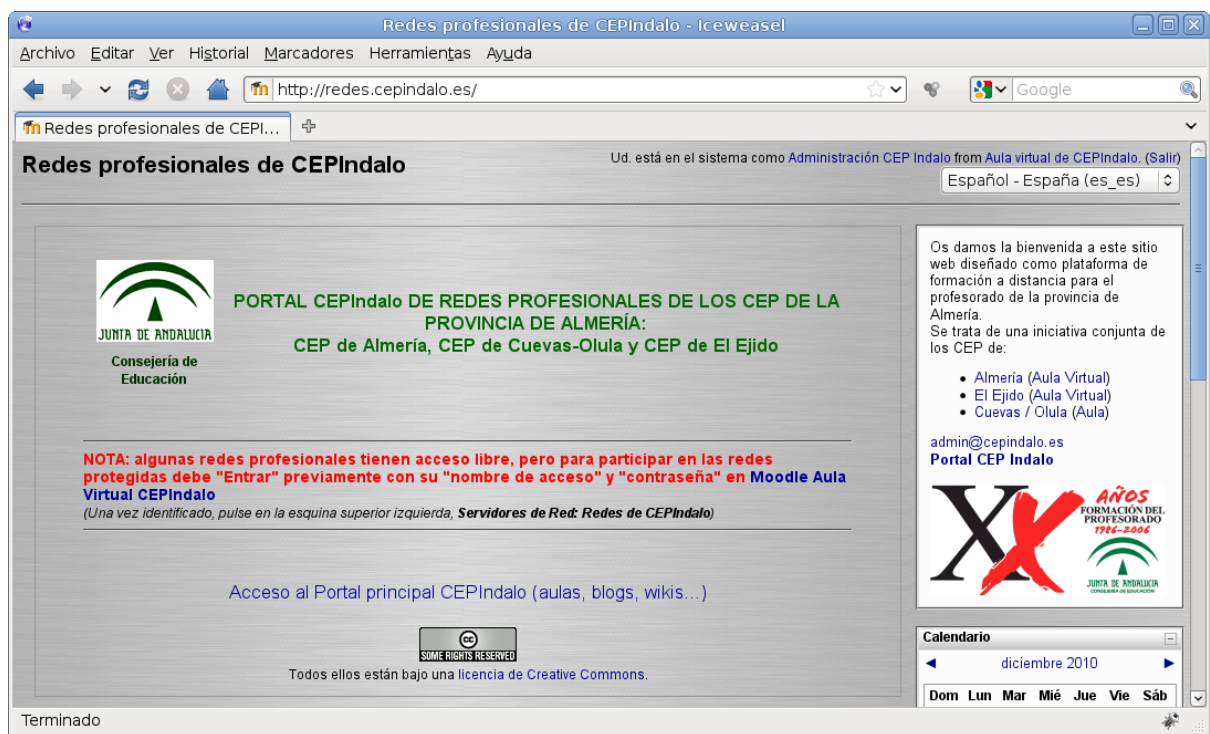 Redes profesionales de CEPIndalo - Iceweasel
Archivo Editar Ver Historial Marcadores Herramientas Ayuda
http://redes.cepindalo.es/
Google
Redes profesionales de CEPI...
Redes profesionales de CEPIndalo
Ud. está en el sistema como Administración CEP Indalo from Aula virtual de CEPIndalo. (Salir)
Español - España (es_es)
JUNTA DE ANDALUCIA
Consejería de
Educación
PORTAL CEPIndalo DE REDES PROFESIONALES DE LOS CEP DE LA
PROVINCIA DE ALMERÍA:
CEP de Almería, CEP de Cuevas-Olula y CEP de El Ejido
NOTA: algunas redes profesionales tienen acceso libre, pero para participar en las redes
protegidas debe "Entrar" previamente con su "nombre de acceso" y "contraseña" en Moodle Aula
Virtual CEPIndalo
(Una vez identificado, pulse en la esquina superior izquierda, Servidores de Red: Redes de CEPIndalo)
Acceso al Portal principal CEPIndalo (aulas, blogs, wikis...)
cc
SOME RIGHTS RESERVED
Todos ellos están bajo una licencia de Creative Commons.
Os damos la bienvenida a este sitio
web diseñado como plataforma de
formación a distancia para el
profesorado de la provincia de
Almería.
Se trata de una iniciativa conjunta de
los CEP de:
• Almería (Aula Virtual)
• El Ejido (Aula Virtual)
• Cuevas / Olula (Aula)
admin@cepindalo.es
Portal CEP Indalo
XX AÑOS
FORMACIÓN DEL
PROFESORADO
1986-2006
JUNTA DE ANDALUCIA
CONSEJERÍA DE EDUCACIÓN
Calendario
diciembre 2010
Dom Lun Mar Mié Jue Vie Sáb
Terminado